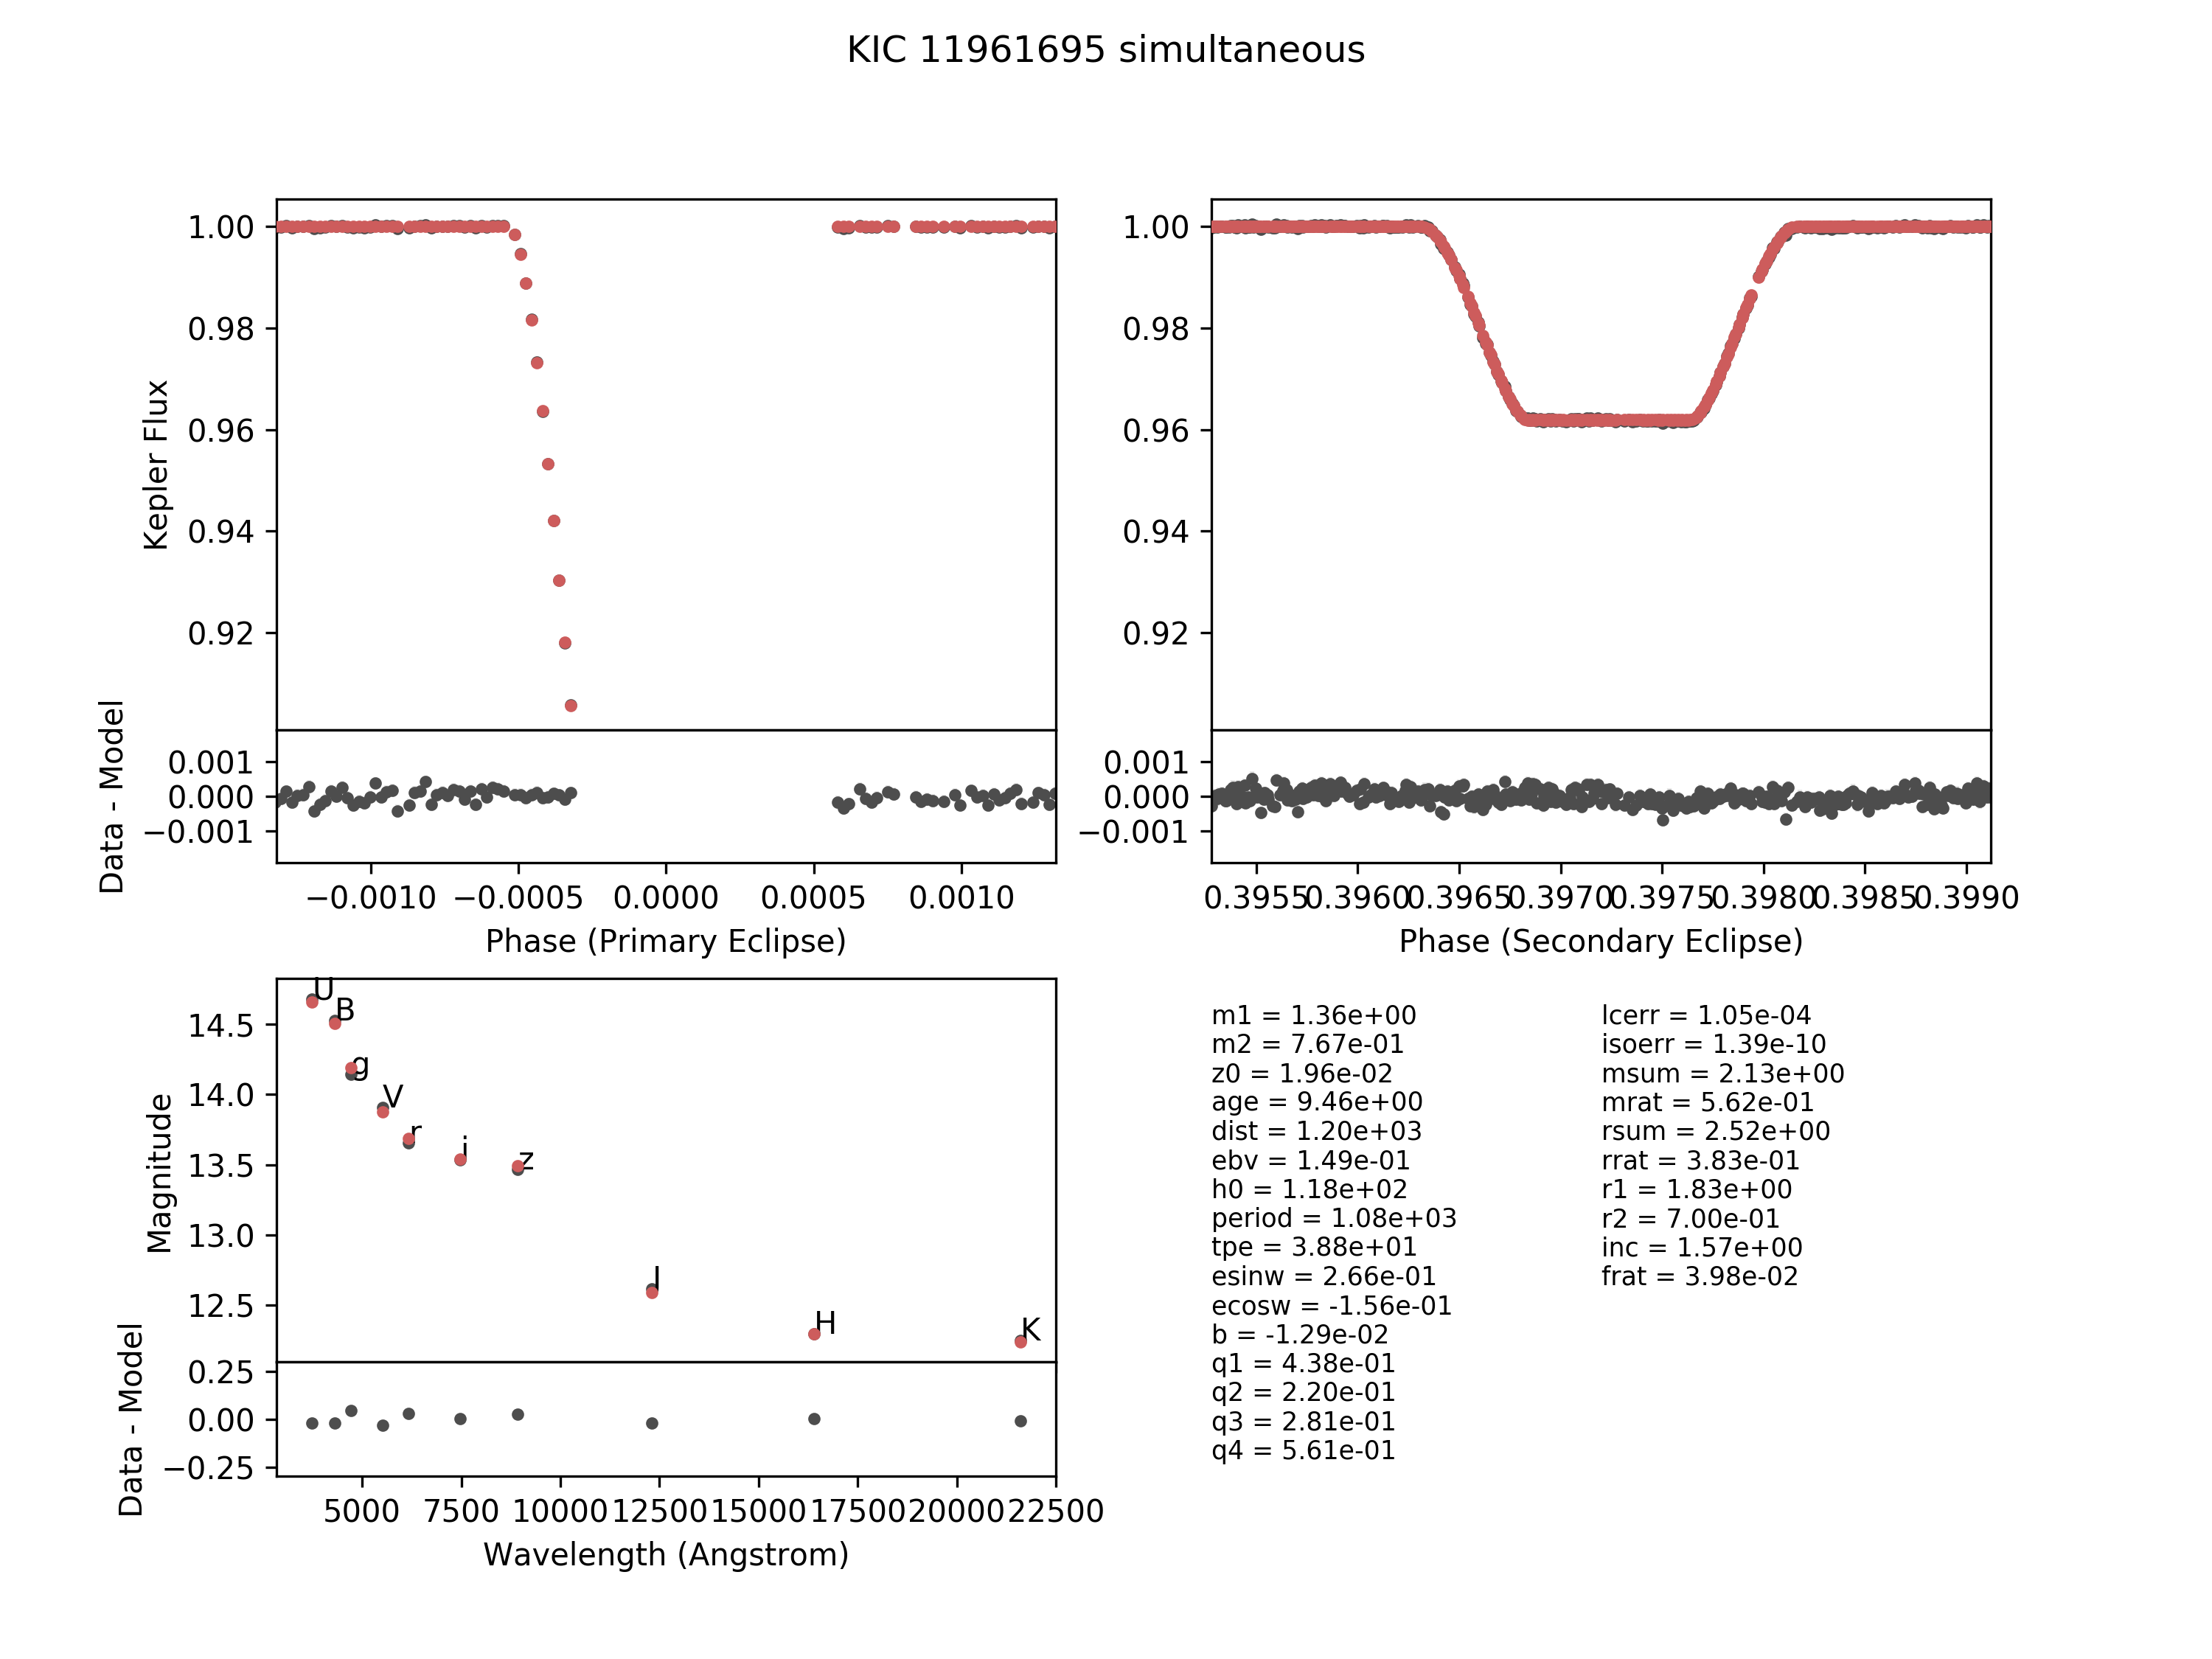 KIC 11961695 simultaneous
Kepler Flux
1.00
0.98
0.96
0.94
0.92
Data - Model
0.001
0.000
−0.001
−0.0010 −0.0005 0.0000 0.0005 0.0010
Phase (Primary Eclipse)
1.00
0.98
0.96
0.94
0.92
0.001
0.000
−0.001
0.3955 0.3960 0.3965 0.3970 0.3975 0.3980 0.3985 0.3990
Phase (Secondary Eclipse)
Magnitude
14.5
14.0
13.5
13.0
12.5
U
B
g
V
r
i
z
J
H
K
Data - Model
0.25
0.00
−0.25
5000 7500 10000 12500 15000 17500 20000 22500
Wavelength (Angstrom)
m1 = 1.36e+00
m2 = 7.67e-01
z0 = 1.96e-02
age = 9.46e+00
dist = 1.20e+03
ebv = 1.49e-01
h0 = 1.18e+02
period = 1.08e+03
tpe = 3.88e+01
esinw = 2.66e-01
ecosw = -1.56e-01
b = -1.29e-02
q1 = 4.38e-01
q2 = 2.20e-01
q3 = 2.81e-01
q4 = 5.61e-01
lcerr = 1.05e-04
isoerr = 1.39e-10
msum = 2.13e+00
mrat = 5.62e-01
rsum = 2.52e+00
rrat = 3.83e-01
r1 = 1.83e+00
r2 = 7.00e-01
inc = 1.57e+00
frat = 3.98e-02